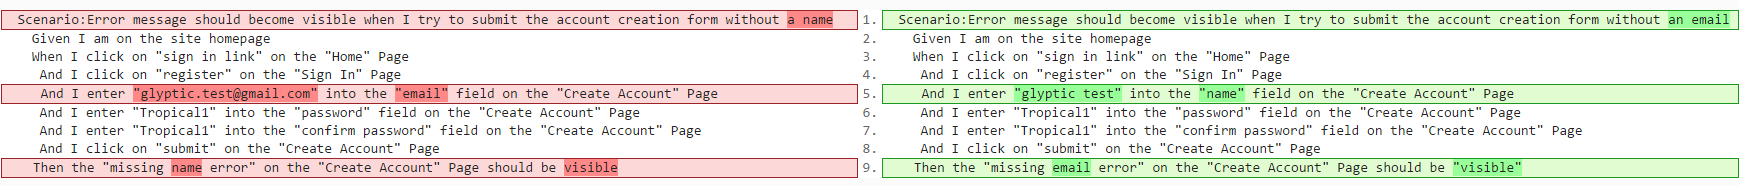 Scenario:Error message should become visible when I try to submit the account creation form without a name
Given I am on the site homepage
When I click on "sign in link" on the "Home" Page
And I click on "register" on the "Sign In" Page
And I enter "glyptic.test@gmail.com" into the "email" field on the "Create Account" Page
And I enter "Tropical1" into the "password" field on the "Create Account" Page
And I enter "Tropical1" into the "confirm password" field on the "Create Account" Page
And I click on "submit" on the "Create Account" Page
Then the "missing name error" on the "Create Account" Page should be visible
1. Scenario:Error message should become visible when I try to submit the account creation form without an email
2. Given I am on the site homepage
3. When I click on "sign in link" on the "Home" Page
4. And I click on "register" on the "Sign In" Page
5. And I enter "glyptic test" into the "name" field on the "Create Account" Page
6. And I enter "Tropical1" into the "password" field on the "Create Account" Page
7. And I enter "Tropical1" into the "confirm password" field on the "Create Account" Page
8. And I click on "submit" on the "Create Account" Page
9. Then the "missing email error" on the "Create Account" Page should be "visible"